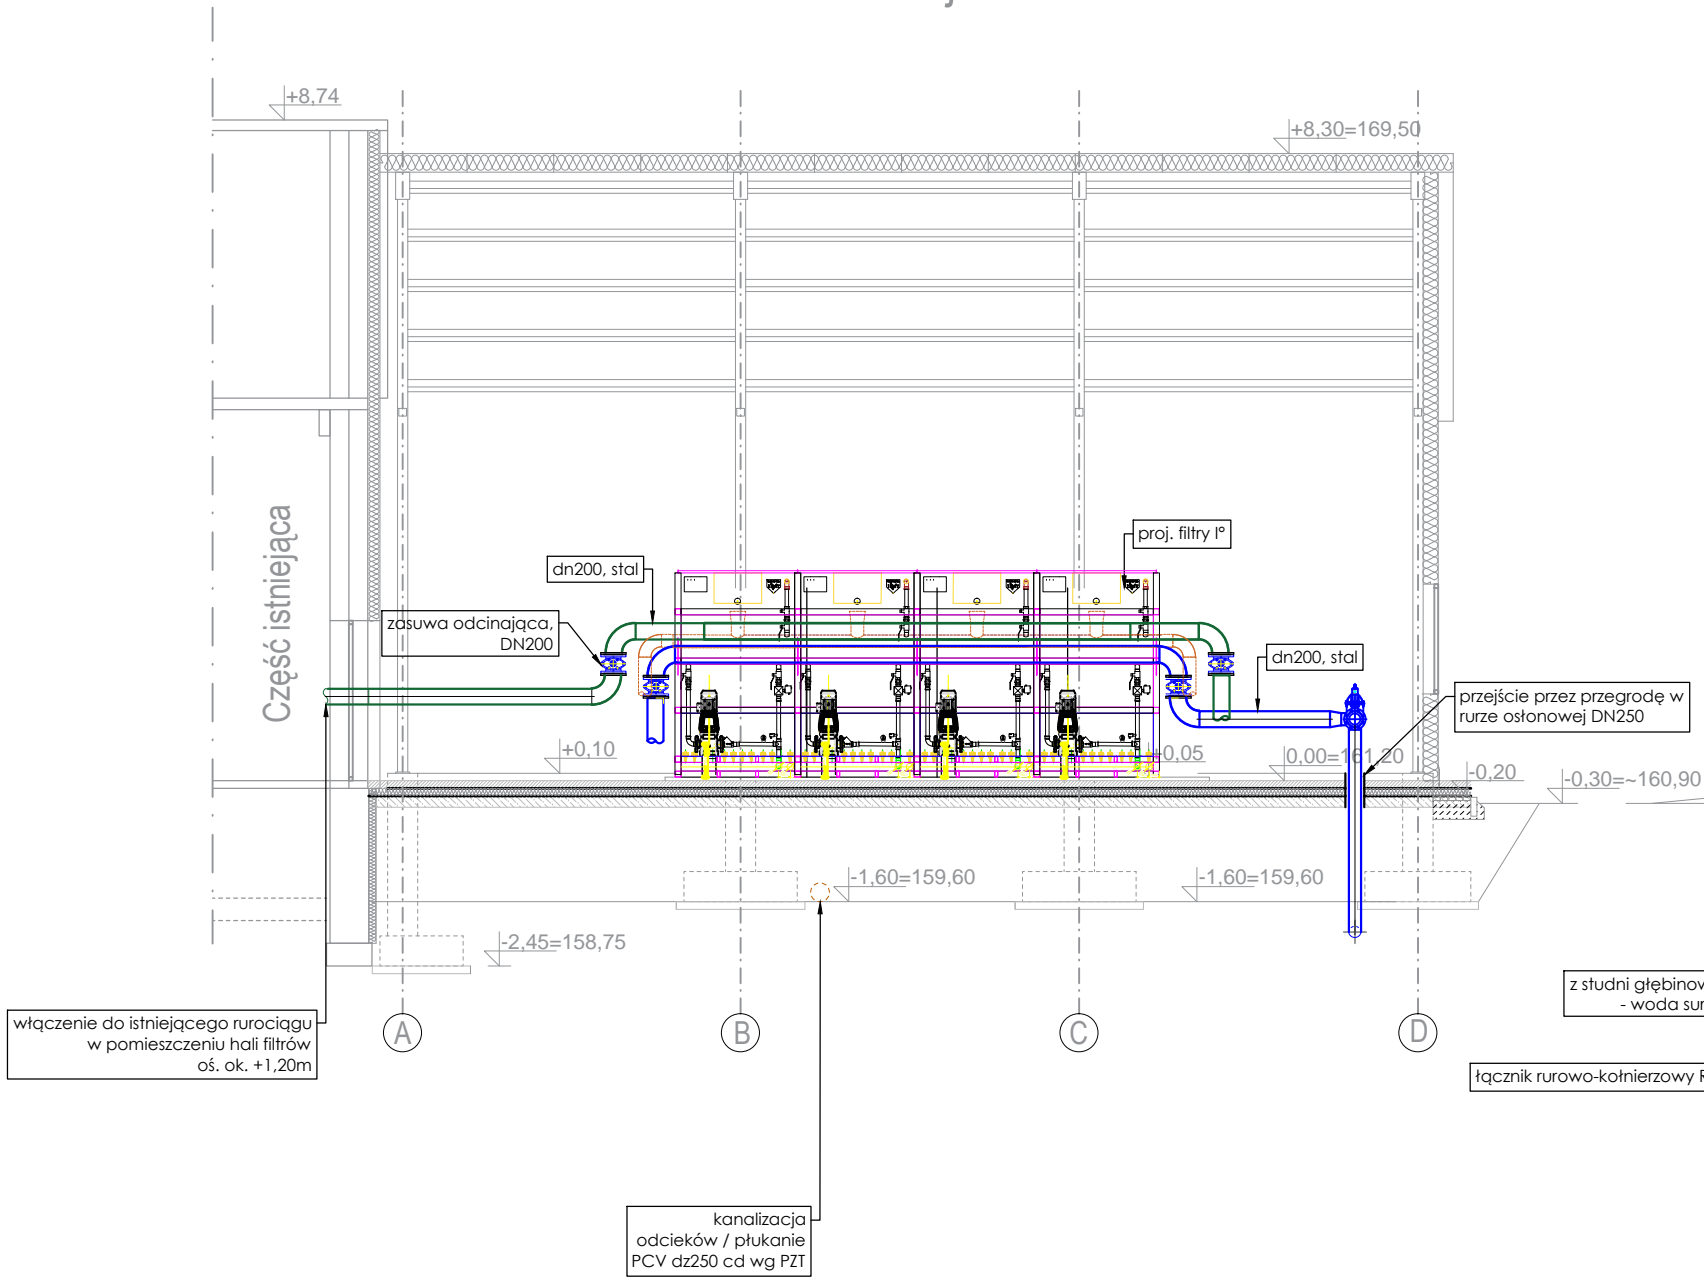 +8,74
+8,30=169,50
Część istniejąca
proj. filtry I°
dn200, stal
zasuwa odcinająca,
DN200
dn200, stal
przejście przez przegrodę w
rurze osłonowej DN250
+0,10
+0,05
0,00=161,20
-0,20
-0,30=~160,90
-1,60=159,60
-1,60=159,60
-2,45=158,75
z studni głębinow
- woda sur
włączenie do istniejącego rurociągu
w pomieszczeniu hali filtrów
oś. ok. +1,20m
A
B
C
D
łącznik rurowo-kołnierzowy R
kanalizacja
odcieków / płukanie
PCV dz250 cd wg PZT